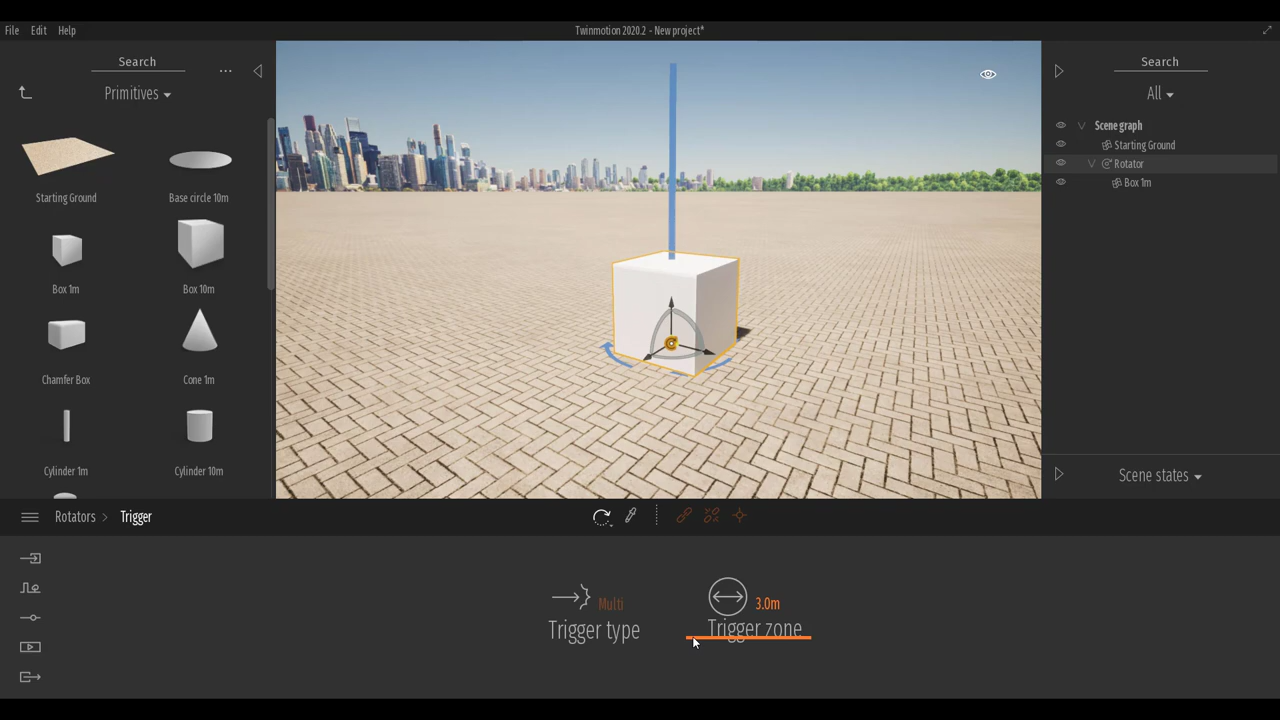 Twinmotion 2020.2 - New project*
File Edit Help
Search
Primitives
Starting Ground
Base circle 10m
Box 1m
Box 10m
Chamfer Box
Cone 1m
Cylinder 1m
Cylinder 10m
Search
All
Scene graph
Starting Ground
Rotator
Box 1m
Scene states
Rotators > Trigger
Multi
Trigger type
3.0m
Trigger zone